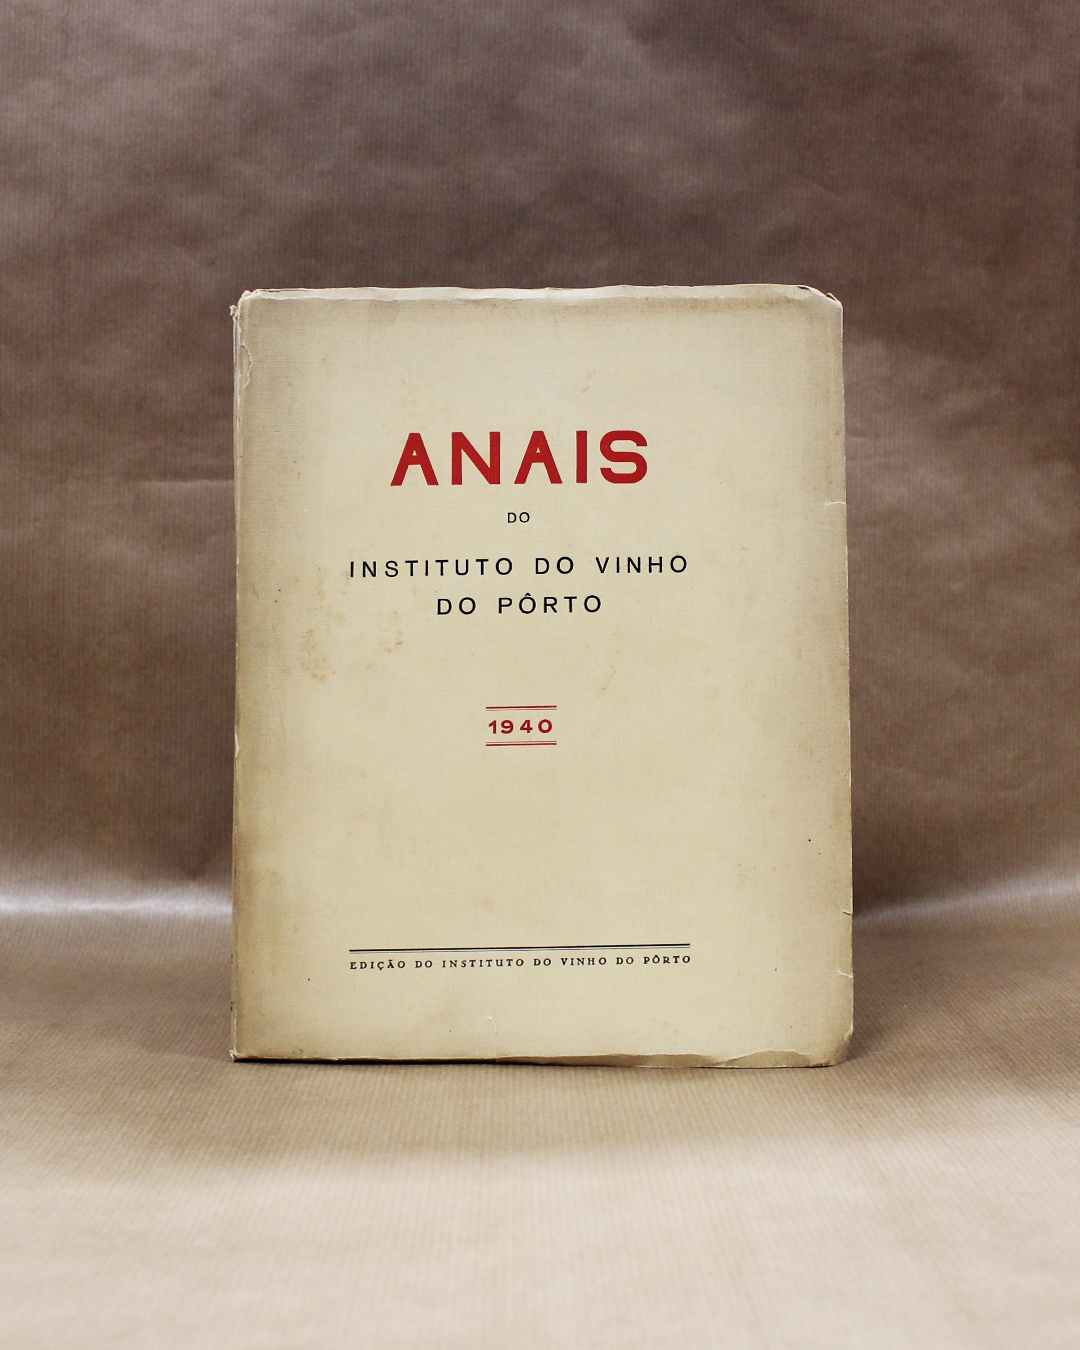 ANAIS
DO
INSTITUTO DO VINHO
DO PÔRTO
1940
EDIÇÃO DO INSTITUTO DO VINHO DO PÔRTO